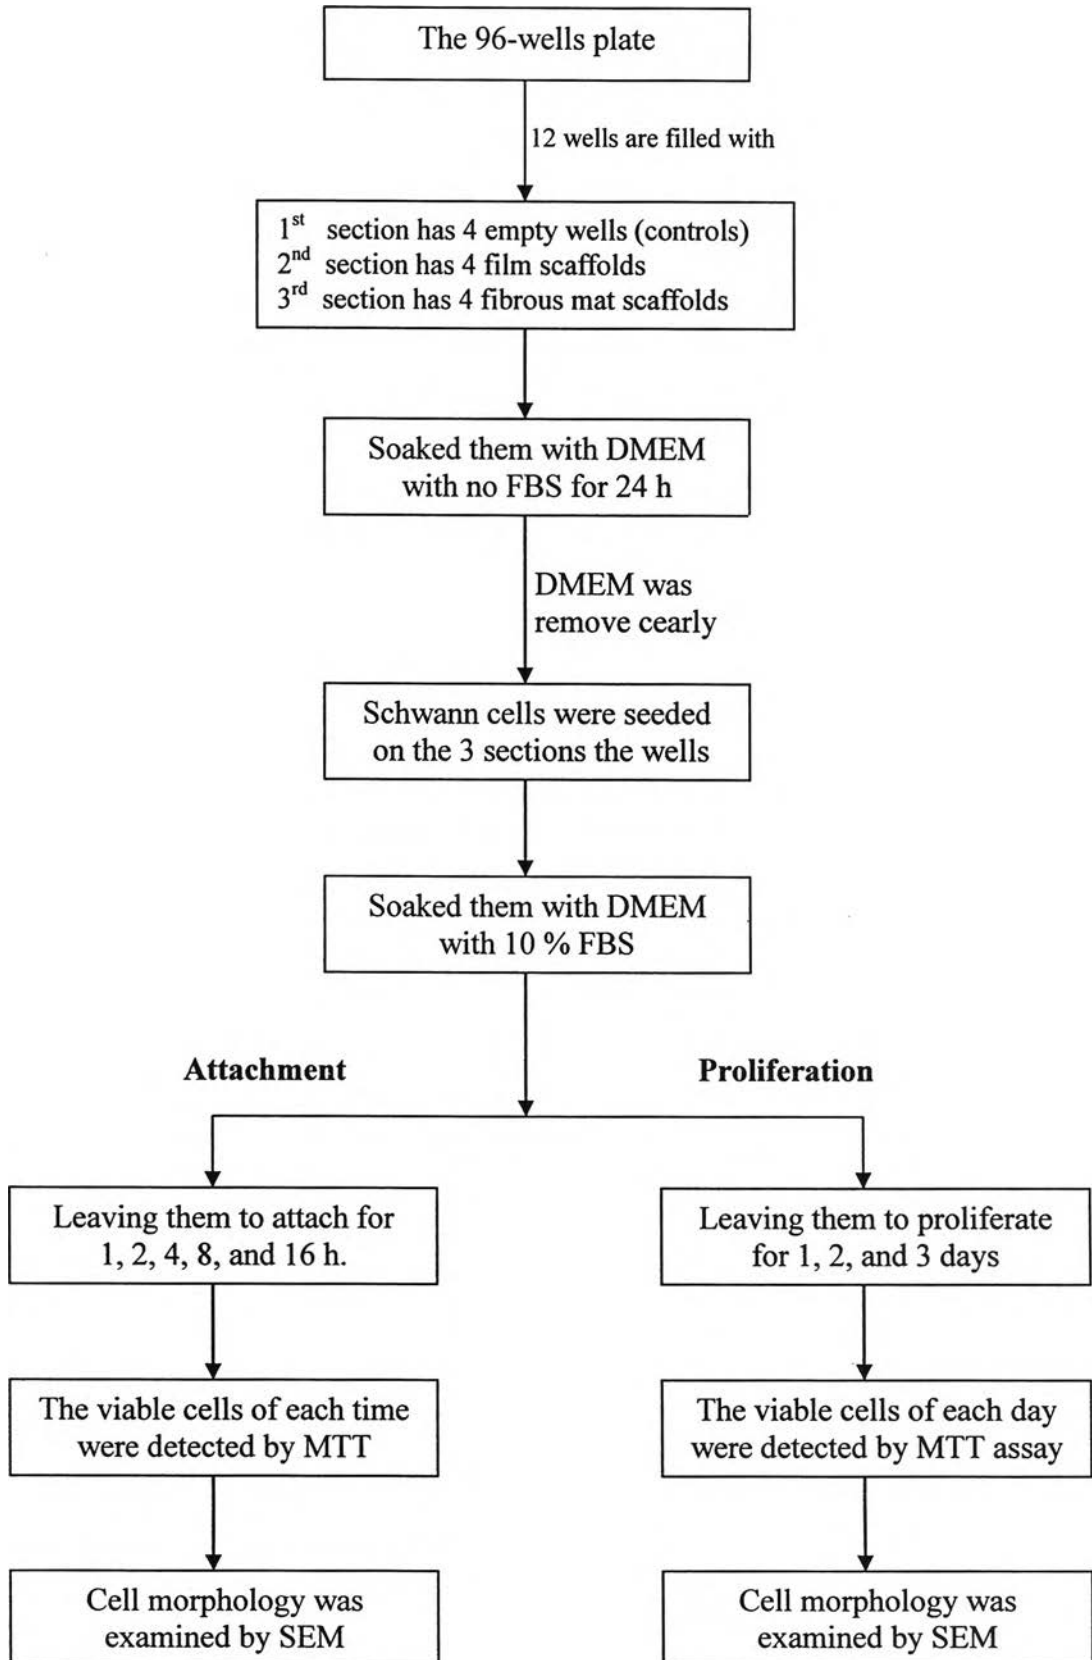 The 96-wells plate
12 wells are filled with
1st section has 4 empty wells (controls)
2nd section has 4 film scaffolds
3rd section has 4 fibrous mat scaffolds
Soaked them with DMEM
with no FBS for 24 h
DMEM was
remove cearly
Schwann cells were seeded
on the 3 sections the wells
Soaked them with DMEM
with 10 % FBS
Attachment
Proliferation
Leaving them to attach for
1, 2, 4, 8, and 16 h.
Leaving them to proliferate
for 1, 2, and 3 days
The viable cells of each time
were detected by MTT
The viable cells of each day
were detected by MTT assay
Cell morphology was
examined by SEM
Cell morphology was
examined by SEM